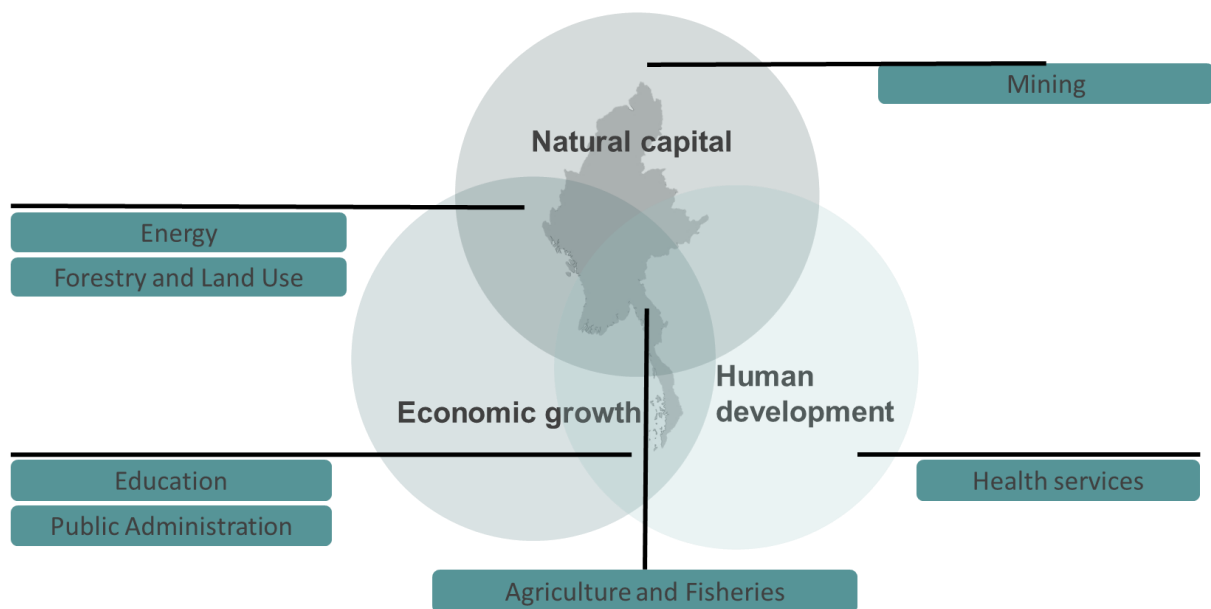 Mining
Natural capital
Energy
Forestry and Land Use
Human
development
Economic growth
Education
Public Administration
Health services
Agriculture and Fisheries